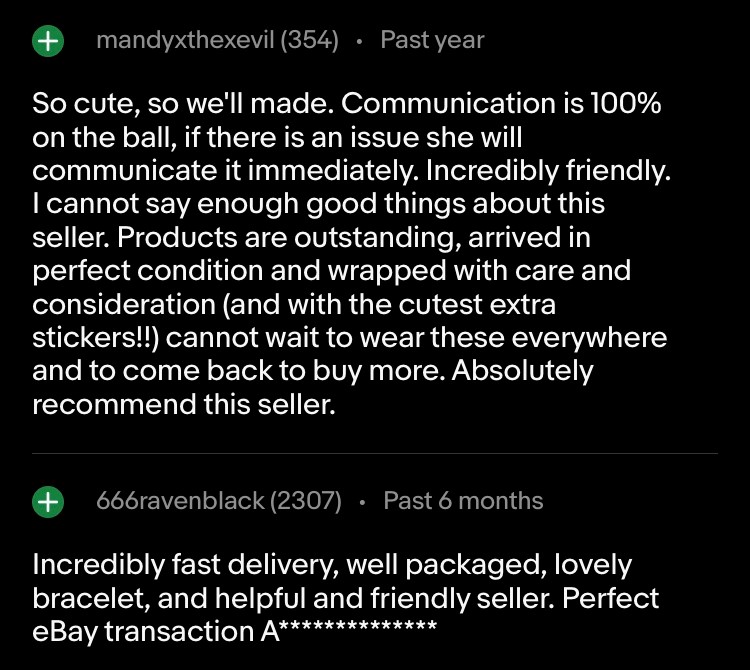 mandyxthexevil (354) • Past year
So cute, so we'll made. Communication is 100%
on the ball, if there is an issue she will
communicate it immediately. Incredibly friendly.
I cannot say enough good things about this
seller. Products are outstanding, arrived in
perfect condition and wrapped with care and
consideration (and with the cutest extra
stickers!!) cannot wait to wear these everywhere
and to come back to buy more. Absolutely
recommend this seller.
666ravenblack (2307) • Past 6 months
Incredibly fast delivery, well packaged, lovely
bracelet, and helpful and friendly seller. Perfect
eBay transaction A**************